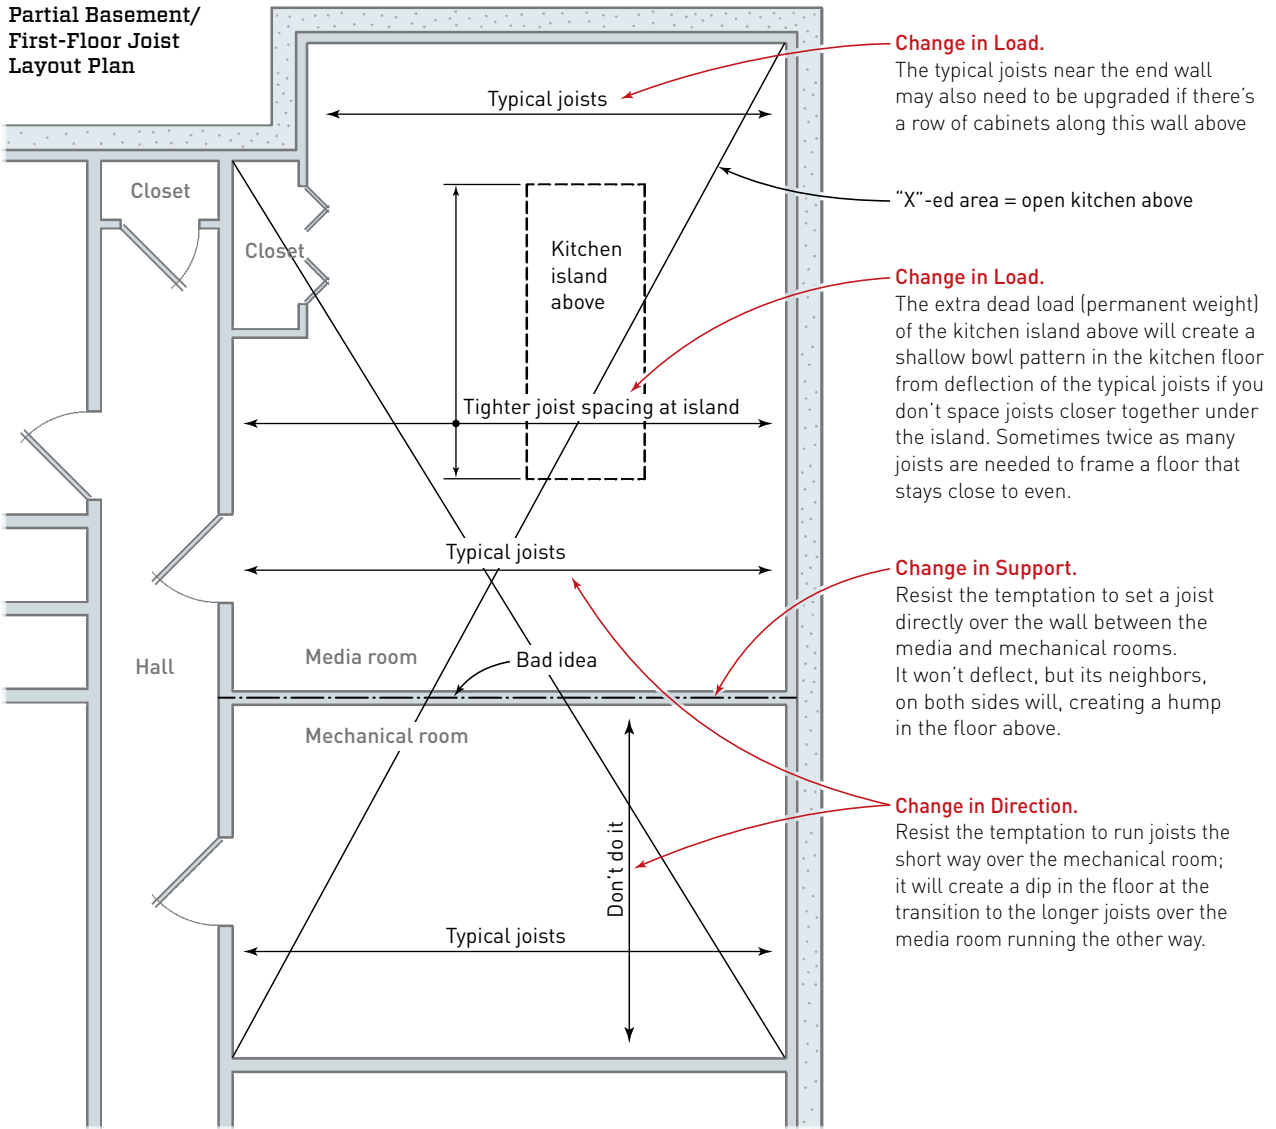 Partial Basement/
First-Floor Joist
Layout Plan
Change in Load.
The typical joists near the end wall
may also need to be upgraded if there's
a row of cabinets along this wall above
Typical joists
Closet
"X"-ed area = open kitchen above
Closet
Kitchen
island
above
Change in Load.
The extra dead load (permanent weight)
of the kitchen island above will create a
shallow bowl pattern in the kitchen floor
from deflection of the typical joists if you
don't space joists closer together under
the island. Sometimes twice as many
joists are needed to frame a floor that
stays close to even.
Tighter joist spacing at island
Typical joists
Change in Support.
Resist the temptation to set a joist
directly over the wall between the
media and mechanical rooms.
It won't deflect, but its neighbors,
on both sides will, creating a hump
in the floor above.
Hall
Media room
Bad idea
Mechanical room
Change in Direction.
Resist the temptation to run joists the
short way over the mechanical room;
it will create a dip in the floor at the
transition to the longer joists over the
media room running the other way.
Don't do it
Typical joists